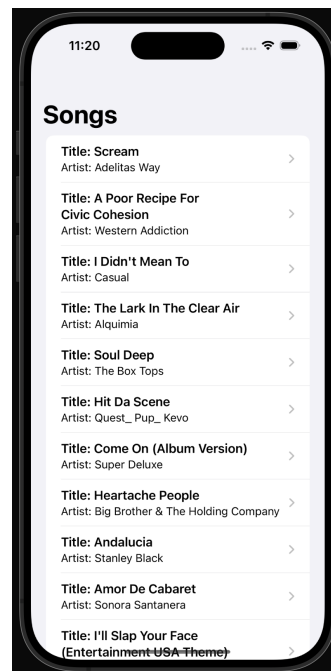 11:20
Songs
Title: Scream
Artist: Adelitas Way
Title: A Poor Recipe For
Civic Cohesion
Artist: Western Addiction
Title: I Didn't Mean To
Artist: Casual
Title: The Lark In The Clear Air
Artist: Alquimia
Title: Soul Deep
Artist: The Box Tops
Title: Hit Da Scene
Artist: Quest_ Pup_ Kevo
Title: Come On (Album Version)
Artist: Super Deluxe
Title: Heartache People
Artist: Big Brother & The Holding Company
Title: Andalucia
Artist: Stanley Black
Title: Amor De Cabaret
Artist: Sonora Santanera
Title: I'll Slap Your Face
(Entertainment USA Theme)